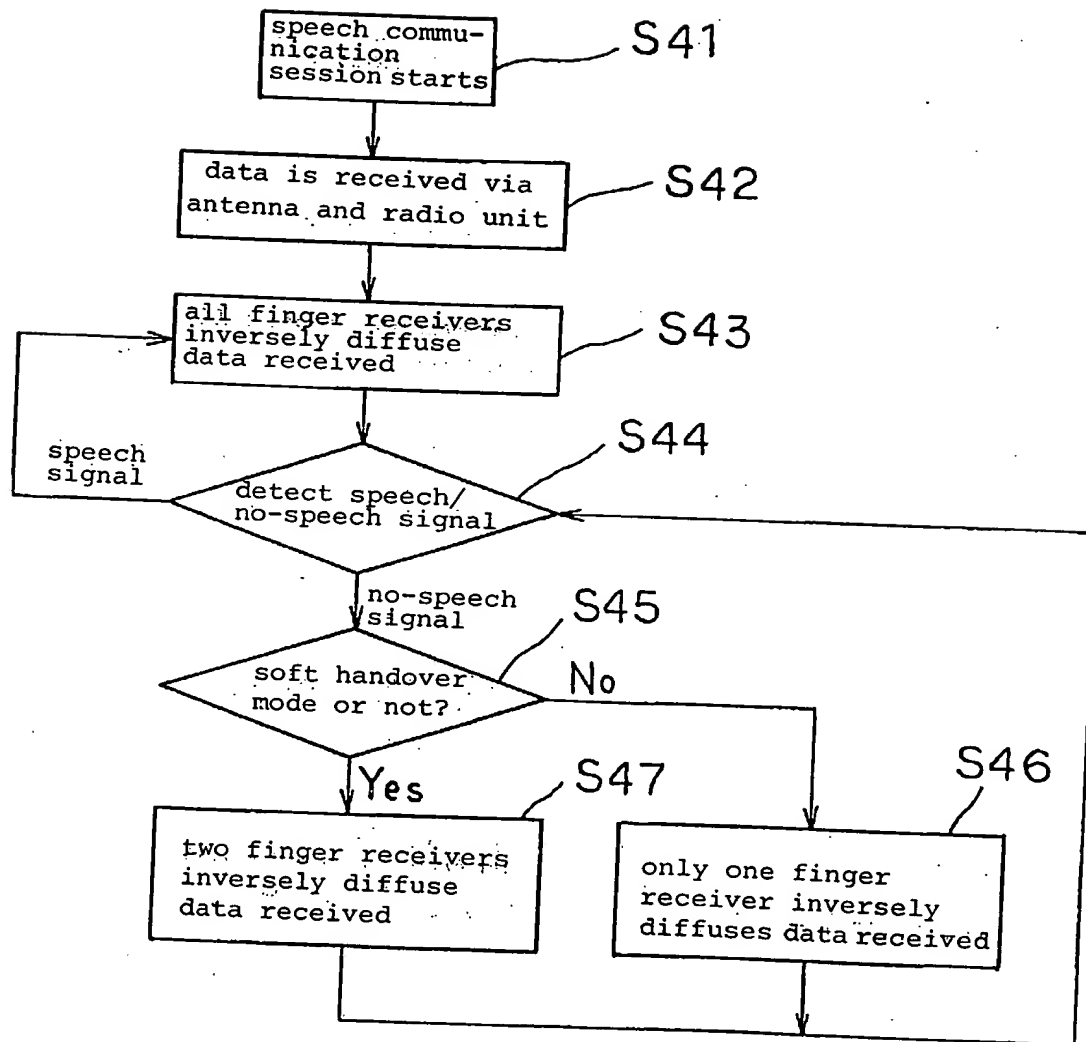 speech commu-
nication
session starts
S41
data is received via
antenna and radio unit
S42
all finger receivers
inversely diffuse
data received
S43
speech
signal
detect speech/
no-speech signal
S44
no-speech
signal
soft handover
mode or not?
S45
No
Yes
two finger receivers
inversely diffuse
data received
S47
only one finger
receiver inversely
diffuses data received
S46